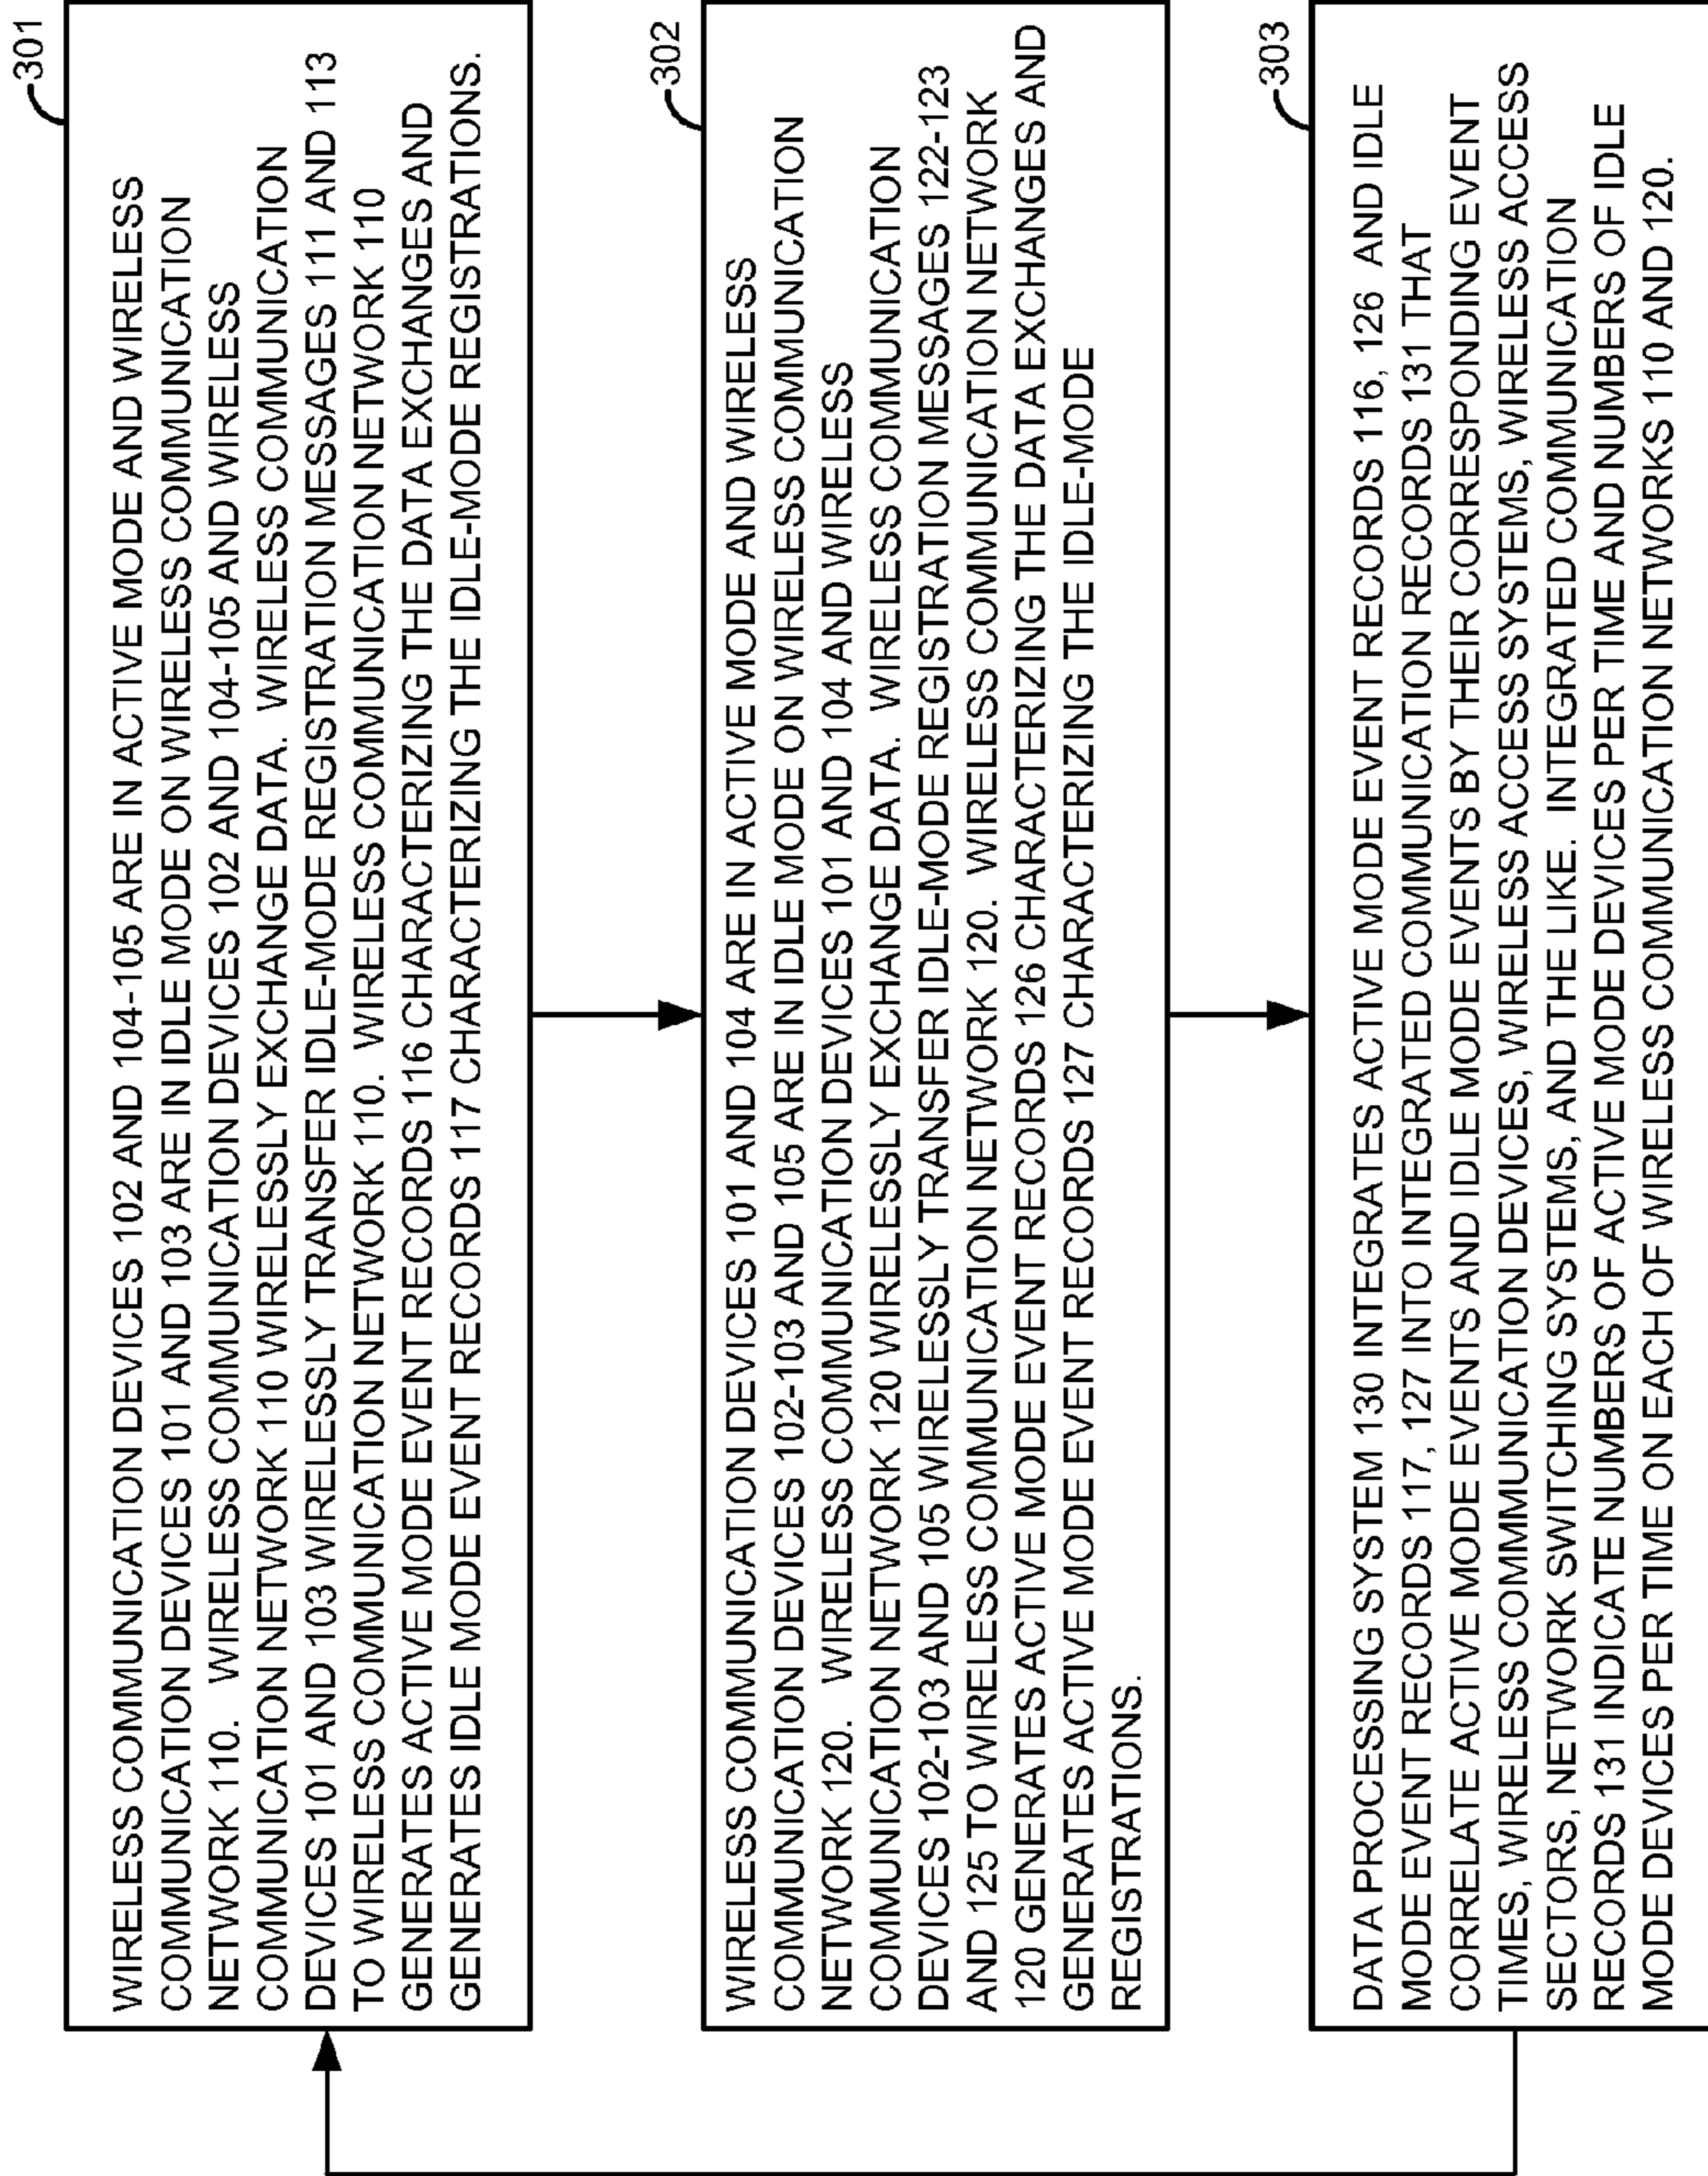 301
WIRELESS COMMUNICATION DEVICES 102 AND 104-105 ARE IN ACTIVE MODE AND WIRELESS
COMMUNICATION DEVICES 101 AND 103 ARE IN IDLE MODE ON WIRELESS COMMUNICATION
NETWORK 110. WIRELESS COMMUNICATION DEVICES 102 AND 104-105 AND WIRELESS
COMMUNICATION NETWORK 110 WIRELESSLY EXCHANGE DATA. WIRELESS COMMUNICATION
DEVICES 101 AND 103 WIRELESSLY TRANSFER IDLE-MODE REGISTRATION MESSAGES 111 AND 113
TO WIRELESS COMMUNICATION NETWORK 110. WIRELESS COMMUNICATION NETWORK 110
GENERATES ACTIVE MODE EVENT RECORDS 116 CHARACTERIZING THE DATA EXCHANGES AND
GENERATES IDLE MODE EVENT RECORDS 117 CHARACTERIZING THE IDLE-MODE REGISTRATIONS.
302
WIRELESS COMMUNICATION DEVICES 101 AND 104 ARE IN ACTIVE MODE AND WIRELESS
COMMUNICATION DEVICES 102-103 AND 105 ARE IN IDLE MODE ON WIRELESS COMMUNICATION
NETWORK 120. WIRELESS COMMUNICATION DEVICES 101 AND 104 AND WIRELESS
COMMUNICATION NETWORK 120 WIRELESSLY EXCHANGE DATA. WIRELESS COMMUNICATION
DEVICES 102-103 AND 105 WIRELESSLY TRANSFER IDLE-MODE REGISTRATION MESSAGES 122-123
AND 125 TO WIRELESS COMMUNICATION NETWORK 120. WIRELESS COMMUNICATION NETWORK
120 GENERATES ACTIVE MODE EVENT RECORDS 126 CHARACTERIZING THE DATA EXCHANGES AND
GENERATES ACTIVE MODE EVENT RECORDS 127 CHARACTERIZING THE IDLE-MODE
REGISTRATIONS.
303
DATA PROCESSING SYSTEM 130 INTEGRATES ACTIVE MODE EVENT RECORDS 116, 126 AND IDLE
MODE EVENT RECORDS 117, 127 INTO INTEGRATED COMMUNICATION RECORDS 131 THAT
CORRELATE ACTIVE MODE EVENTS AND IDLE MODE EVENTS BY THEIR CORRESPONDING EVENT
TIMES, WIRELESS COMMUNICATION DEVICES, WIRELESS ACCESS SYSTEMS, WIRELESS ACCESS
SECTORS, NETWORK SWITCHING SYSTEMS, AND THE LIKE. INTEGRATED COMMUNICATION
RECORDS 131 INDICATE NUMBERS OF ACTIVE MODE DEVICES PER TIME AND NUMBERS OF IDLE
MODE DEVICES PER TIME ON EACH OF WIRELESS COMMUNICATION NETWORKS 110 AND 120.